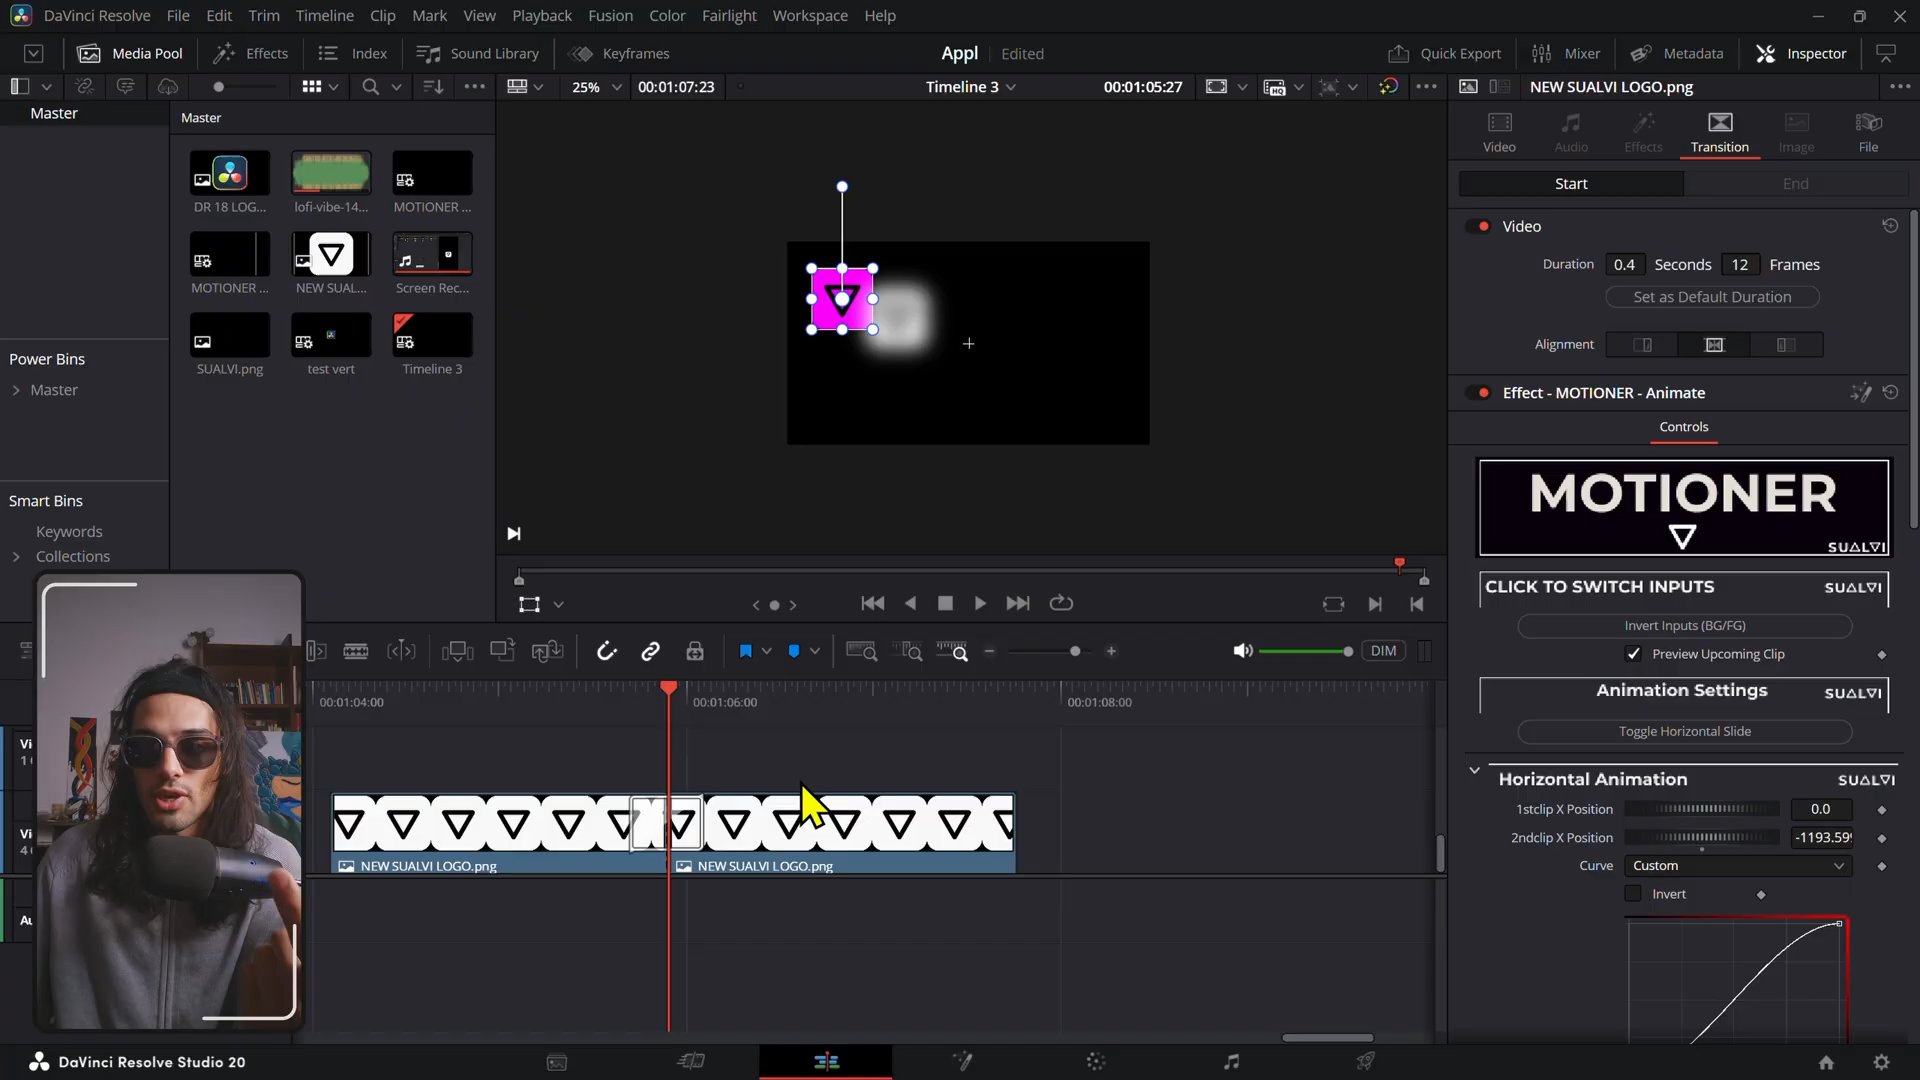 DaVinci Resolve File Edit Trim Timeline Clip Mark View Playback Fusion Color Fairlight Workspace Help
Media Pool Effects Index Sound Library Keyframes Appl Edited Quick Export Mixer Metadata Inspector
25% 00:01:07:23 Timeline 3 00:01:05:27 NEW SUALVI LOGO.png
Master
Master
Video Audio Effects Transition Image File
DR 18 LOG... lofi-vibe-14... MOTIONER ...
Start End
Video
Duration 0.4 Seconds 12 Frames
MOTIONER ... NEW SUAL... Screen Rec...
Set as Default Duration
Alignment
Power Bins
SUALVI.png test vert Timeline 3
Master
Effect - MOTIONER - Animate
Controls
Smart Bins
MOTIONER
SUALVI
Keywords
Collections
CLICK TO SWITCH INPUTS SUALVI
Invert Inputs (BG/FG)
Preview Upcoming Clip
DIM
Animation Settings SUALVI
00:01:04:00 00:01:06:00 00:01:08:00
Toggle Horizontal Slide
Vi
1
Horizontal Animation SUALVI
1stclip X Position 0.0
Vi
4
2ndclip X Position -1193.59
NEW SUALVI LOGO.png NEW SUALVI LOGO.png
Curve Custom
Invert
Au
DaVinci Resolve Studio 20